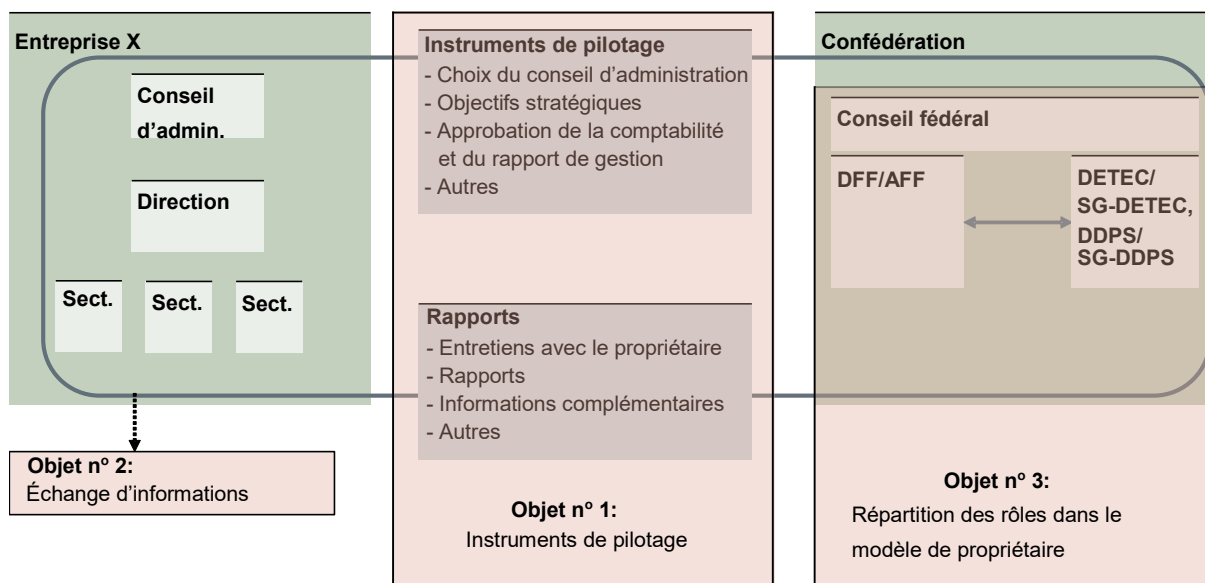 Entreprise X
Conseil
d’admin.
Direction
Sect.
Sect.
Sect.
Objet nº 2:
Échange d’informations
Instruments de pilotage
- Choix du conseil d’administration
- Objectifs stratégiques
- Approbation de la comptabilité
et du rapport de gestion
- Autres
Rapports
- Entretiens avec le propriétaire
- Rapports
- Informations complémentaires
- Autres
Objet nº 1:
Instruments de pilotage
Confédération
Conseil fédéral
DFF/AFF
DETEC/
SG-DETEC,
DDPS/
SG-DDPS
Objet nº 3:
Répartition des rôles dans le
modèle de propriétaire